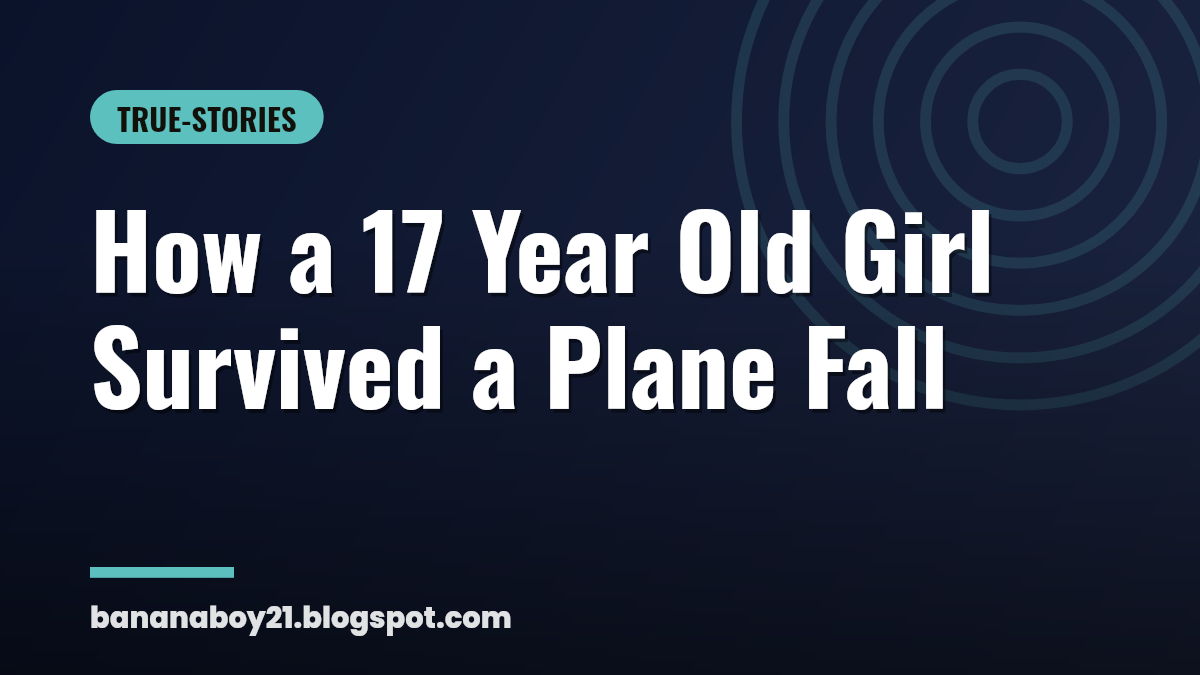 TRUE-STORIES
How a 17 Year Old Girl
Survived a Plane Fall
bananaboy21.blogspot.com